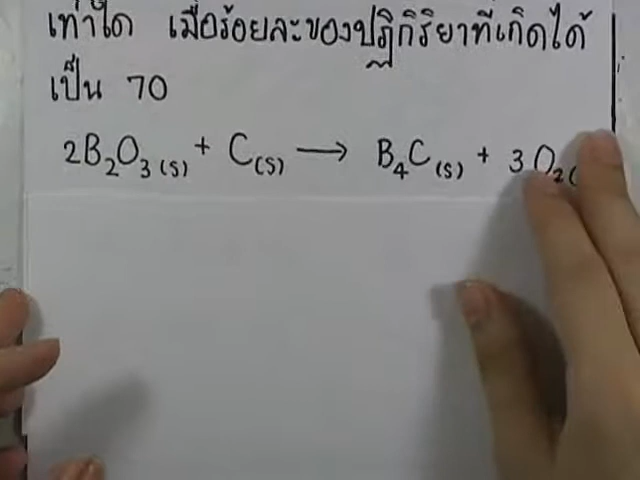 เท่าใด เมื่อร้อยละของปฏิกิริยาที่เกิดได้
เป็น 70
2B₂O₃(s) + C(s) → B₄C(s) + 3O₂(